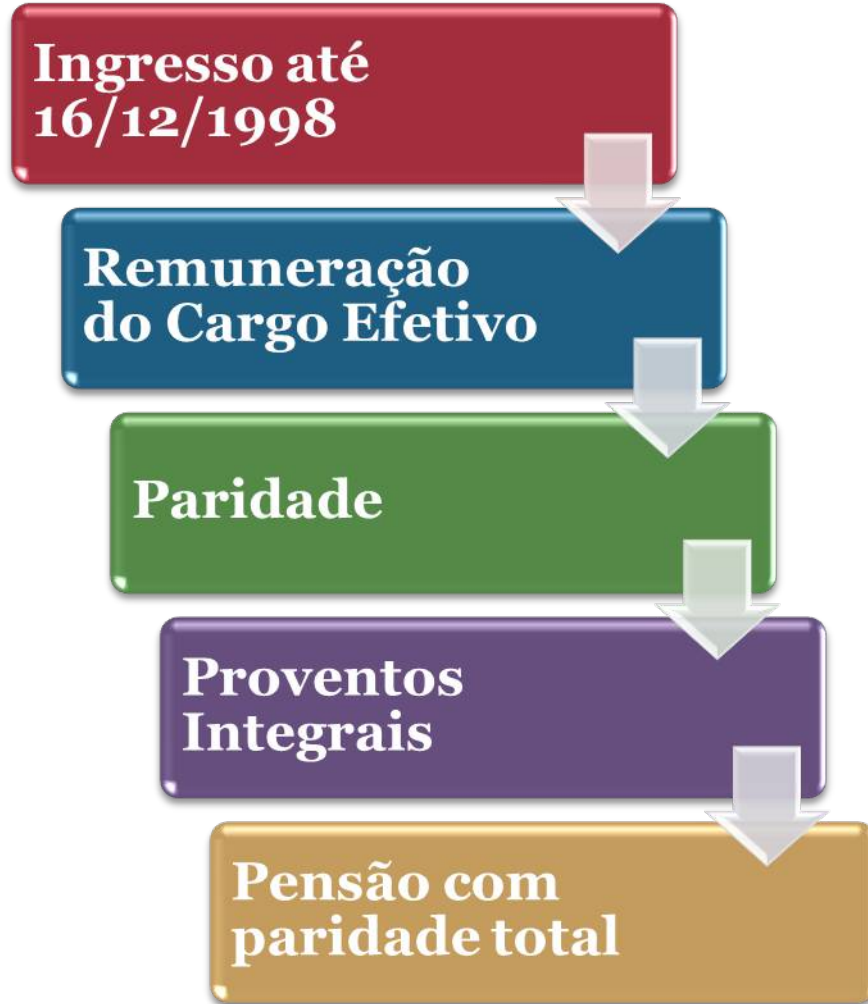 Ingresso até
16/12/1998
Remuneração
do Cargo Efetivo
Paridade
Proventos
Integrais
Pensão com
paridade total